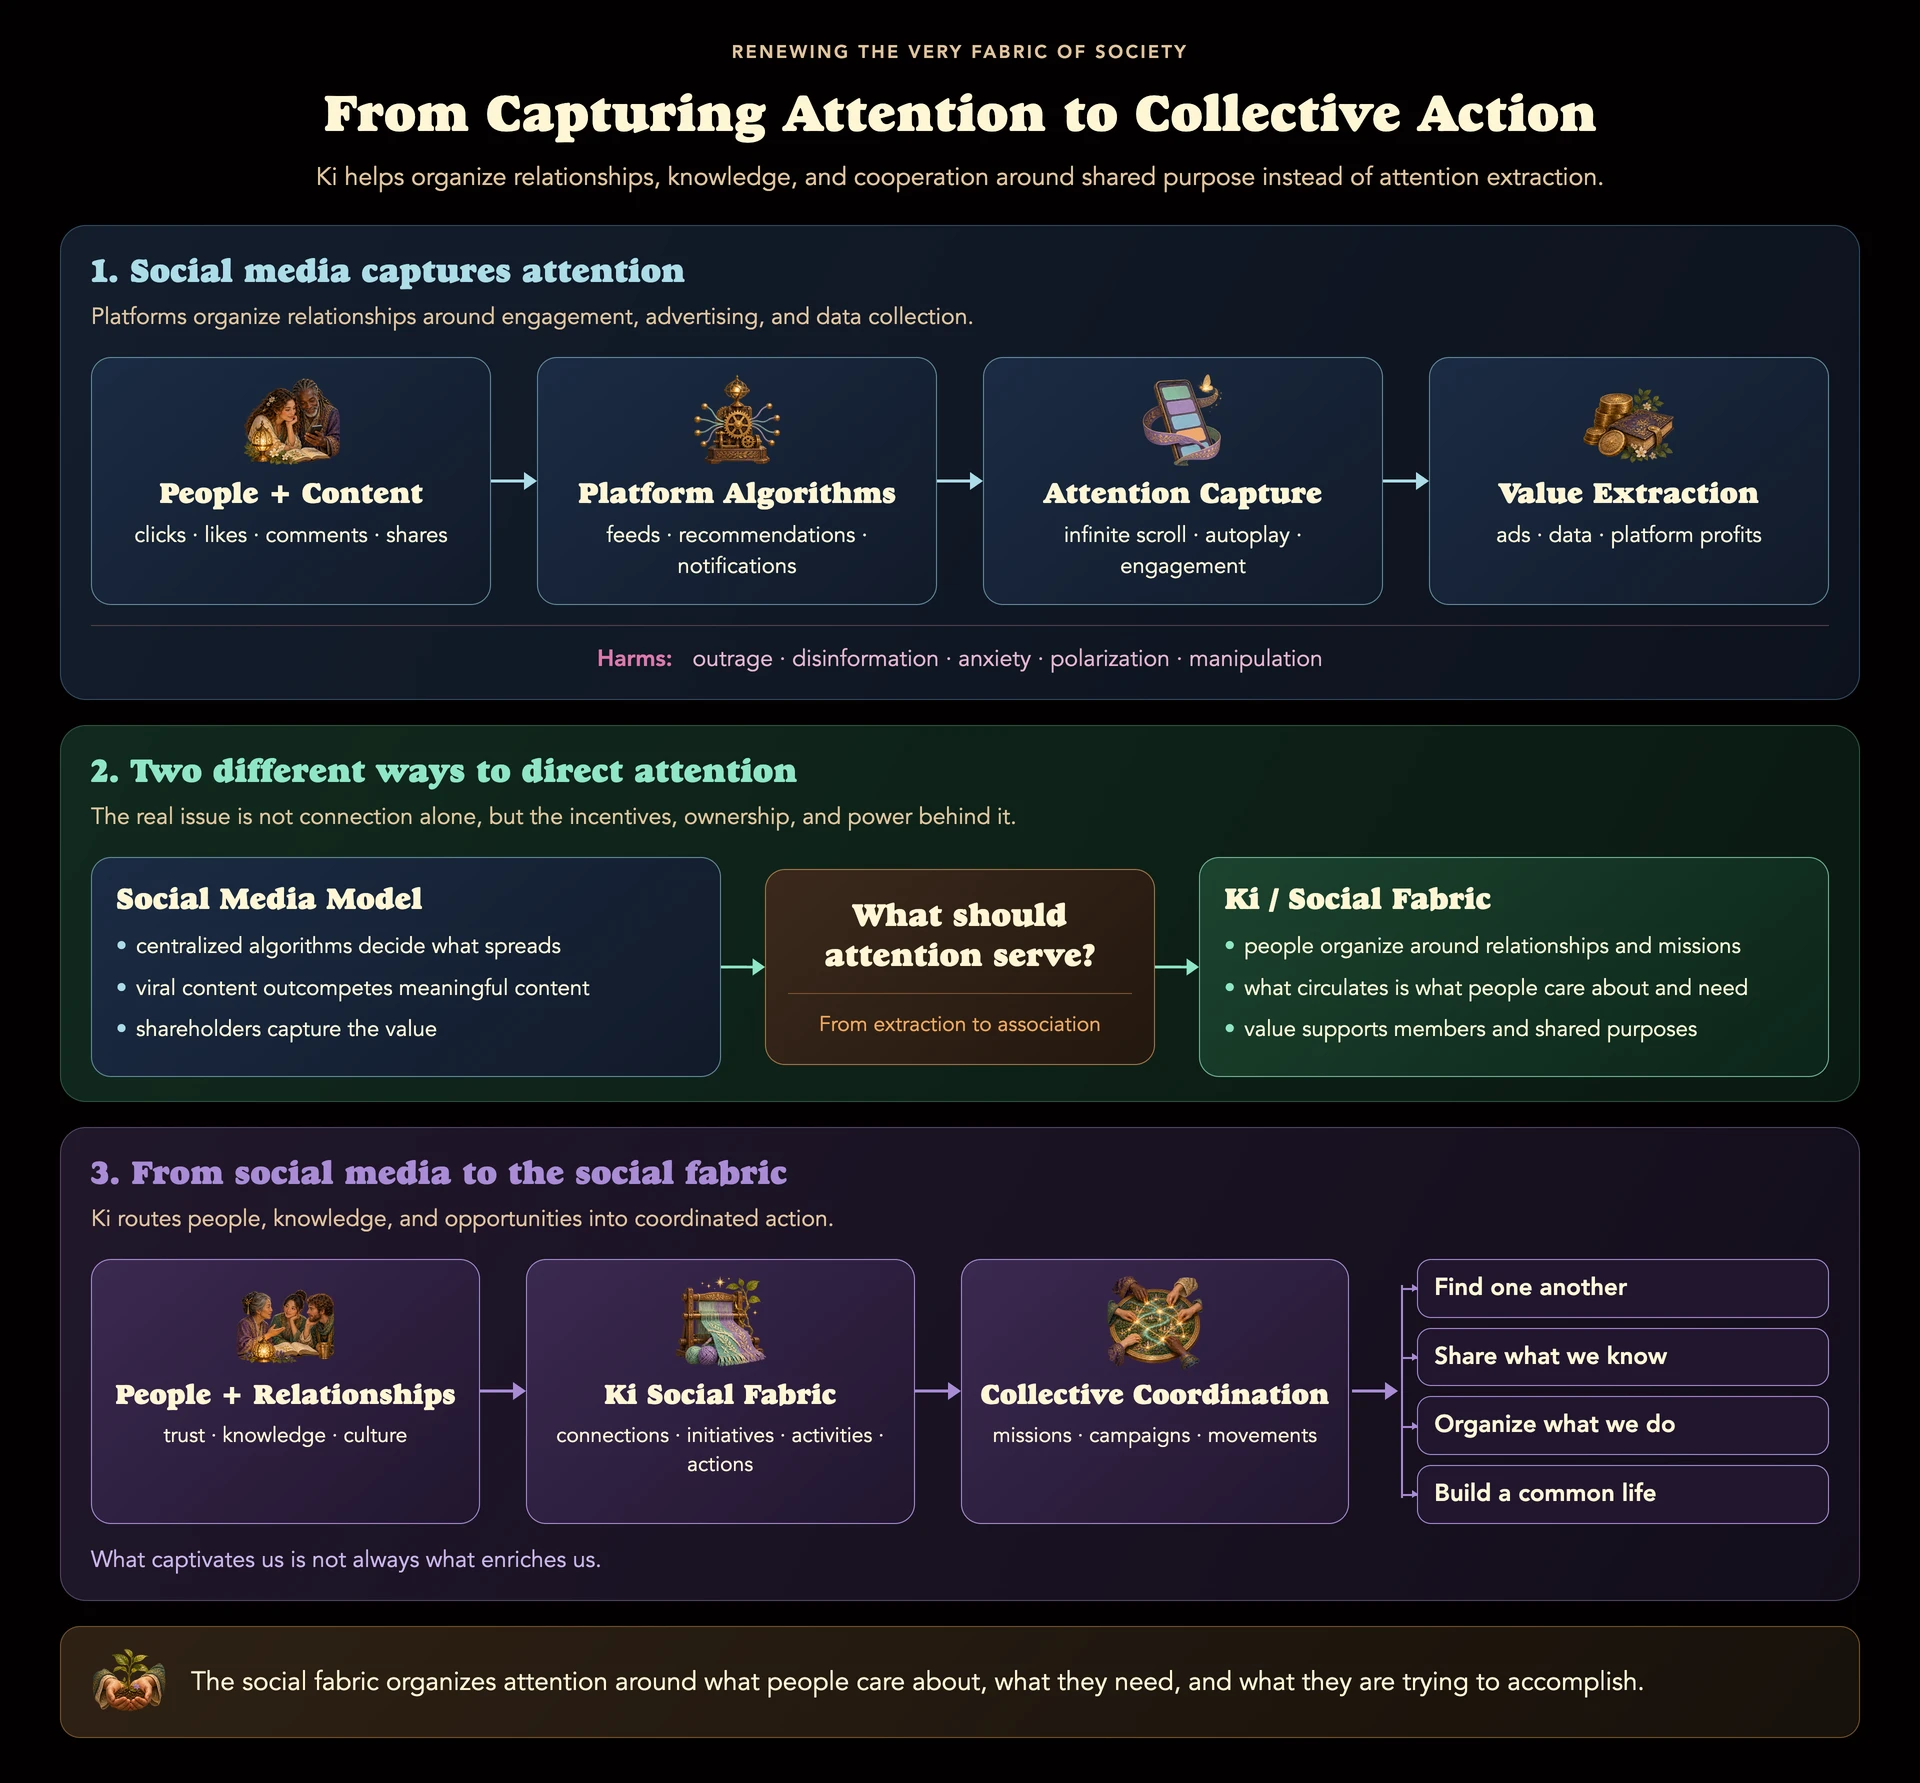 RENEWING THE VERY FABRIC OF SOCIETY
From Capturing Attention to Collective Action
Ki helps organize relationships, knowledge, and cooperation around shared purpose instead of attention extraction.
1. Social media captures attention
Platforms organize relationships around engagement, advertising, and data collection.
People + Content
clicks · likes · comments · shares
Platform Algorithms
feeds · recommendations ·
notifications
Attention Capture
infinite scroll · autoplay ·
engagement
Value Extraction
ads · data · platform profits
Harms: outrage · disinformation · anxiety · polarization · manipulation
2. Two different ways to direct attention
The real issue is not connection alone, but the incentives, ownership, and power behind it.
Social Media Model
• centralized algorithms decide what spreads
• viral content outcompetes meaningful content
• shareholders capture the value
What should
attention serve?
From extraction to association
Ki / Social Fabric
• people organize around relationships and missions
• what circulates is what people care about and need
• value supports members and shared purposes
3. From social media to the social fabric
Ki routes people, knowledge, and opportunities into coordinated action.
People + Relationships
trust · knowledge · culture
Ki Social Fabric
connections · initiatives · activities ·
actions
Collective Coordination
missions · campaigns · movements
Find one another
Share what we know
Organize what we do
Build a common life
What captivates us is not always what enriches us.
The social fabric organizes attention around what people care about, what they need, and what they are trying to accomplish.